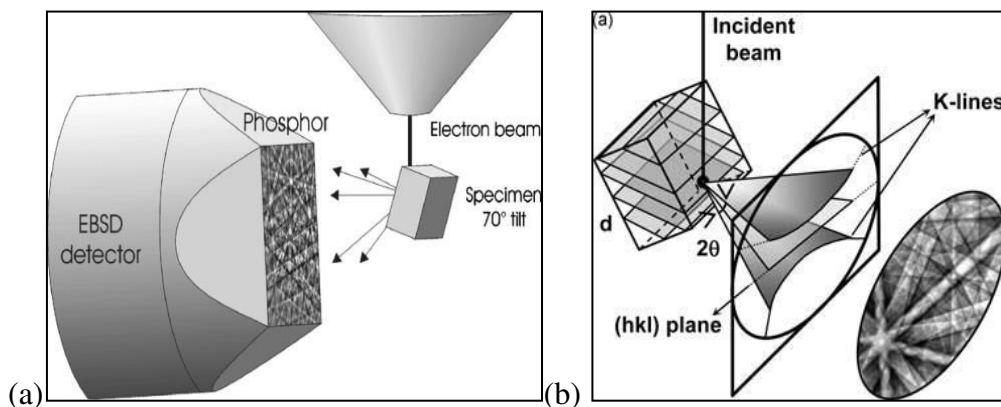 Phosphor
Electron beam
EBSD
detector
Specimen
70° tilt
(a)
(a)
Incident
beam
K-lines
d
2θ
(hkl) plane
(b)